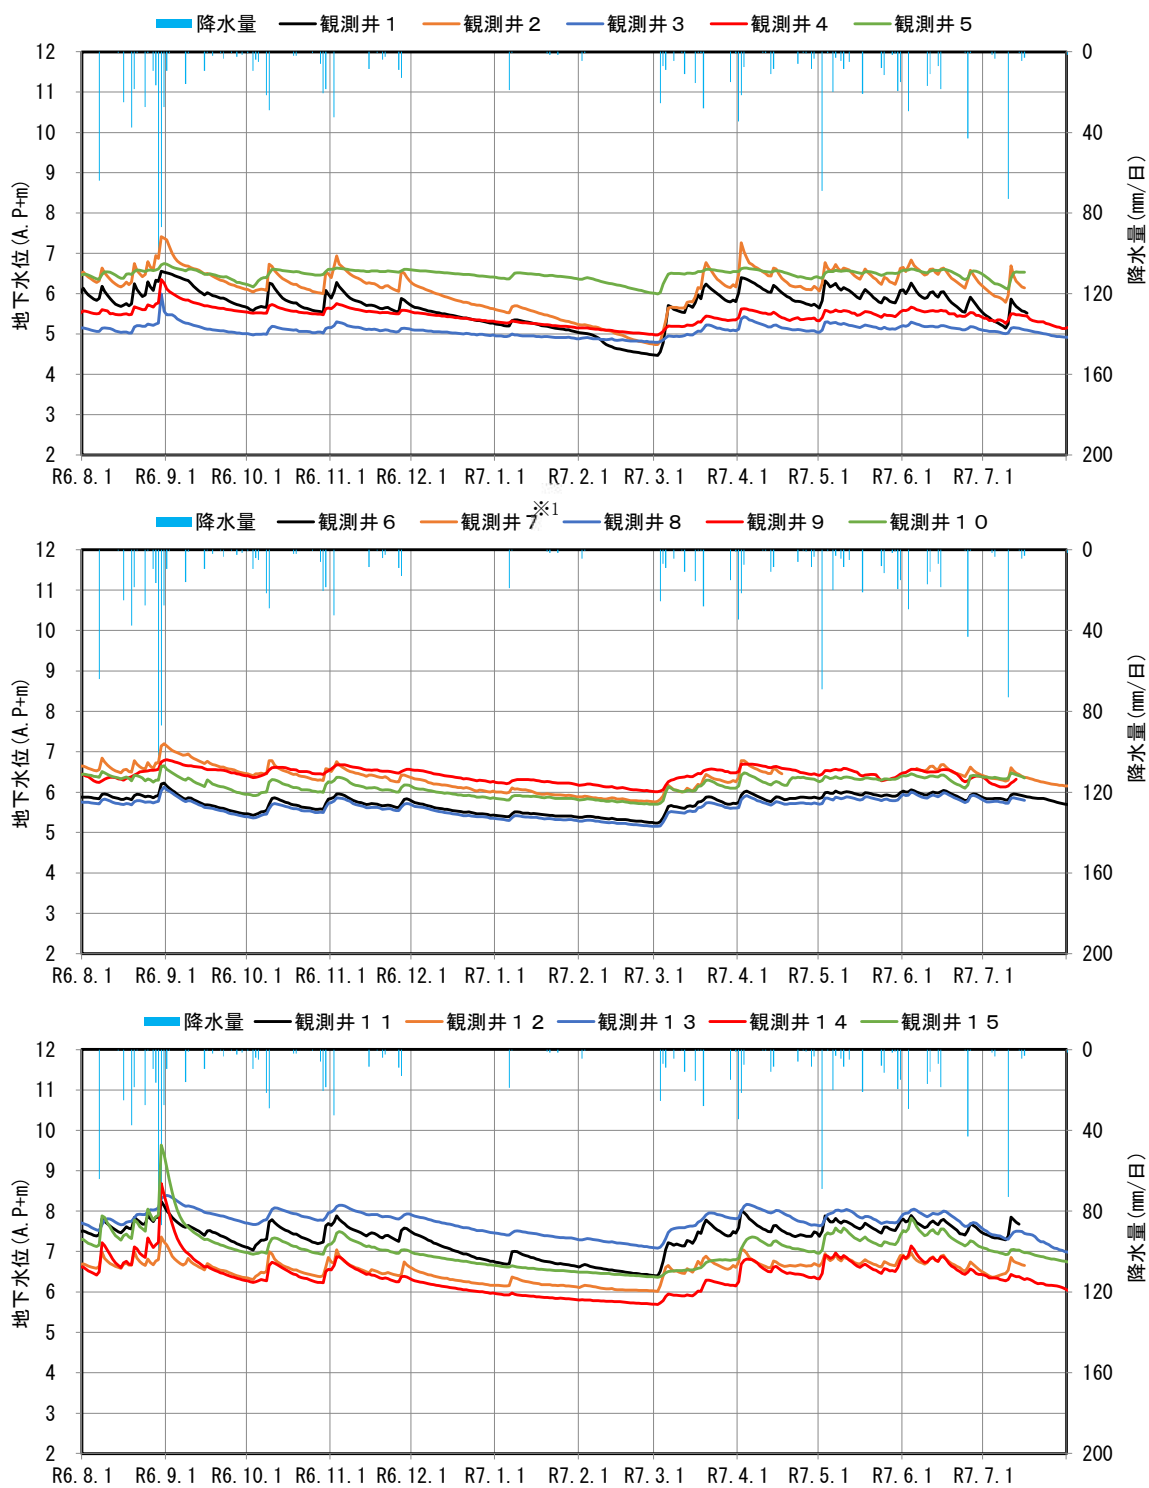 降水量 観測井１ 観測井２ 観測井３ 観測井４ 観測井５
12 11 10 9 8 7 6 5 4 3 2
地下水位(A.P+m)
0 40 80 120 160 200
降水量(mm/日)
R6.8.1 R6.9.1 R6.10.1 R6.11.1 R6.12.1 R7.1.1 R7.2.1 R7.3.1 R7.4.1 R7.5.1 R7.6.1 R7.7.1
※1
降水量 観測井６ 観測井７ 観測井８ 観測井９ 観測井１０
12 11 10 9 8 7 6 5 4 3 2
地下水位(A.P+m)
0 40 80 120 160 200
降水量(mm/日)
R6.8.1 R6.9.1 R6.10.1 R6.11.1 R6.12.1 R7.1.1 R7.2.1 R7.3.1 R7.4.1 R7.5.1 R7.6.1 R7.7.1
降水量 観測井１１ 観測井１２ 観測井１３ 観測井１４ 観測井１５
12 11 10 9 8 7 6 5 4 3 2
地下水位(A.P+m)
0 40 80 120 160 200
降水量(mm/日)
R6.8.1 R6.9.1 R6.10.1 R6.11.1 R6.12.1 R7.1.1 R7.2.1 R7.3.1 R7.4.1 R7.5.1 R7.6.1 R7.7.1